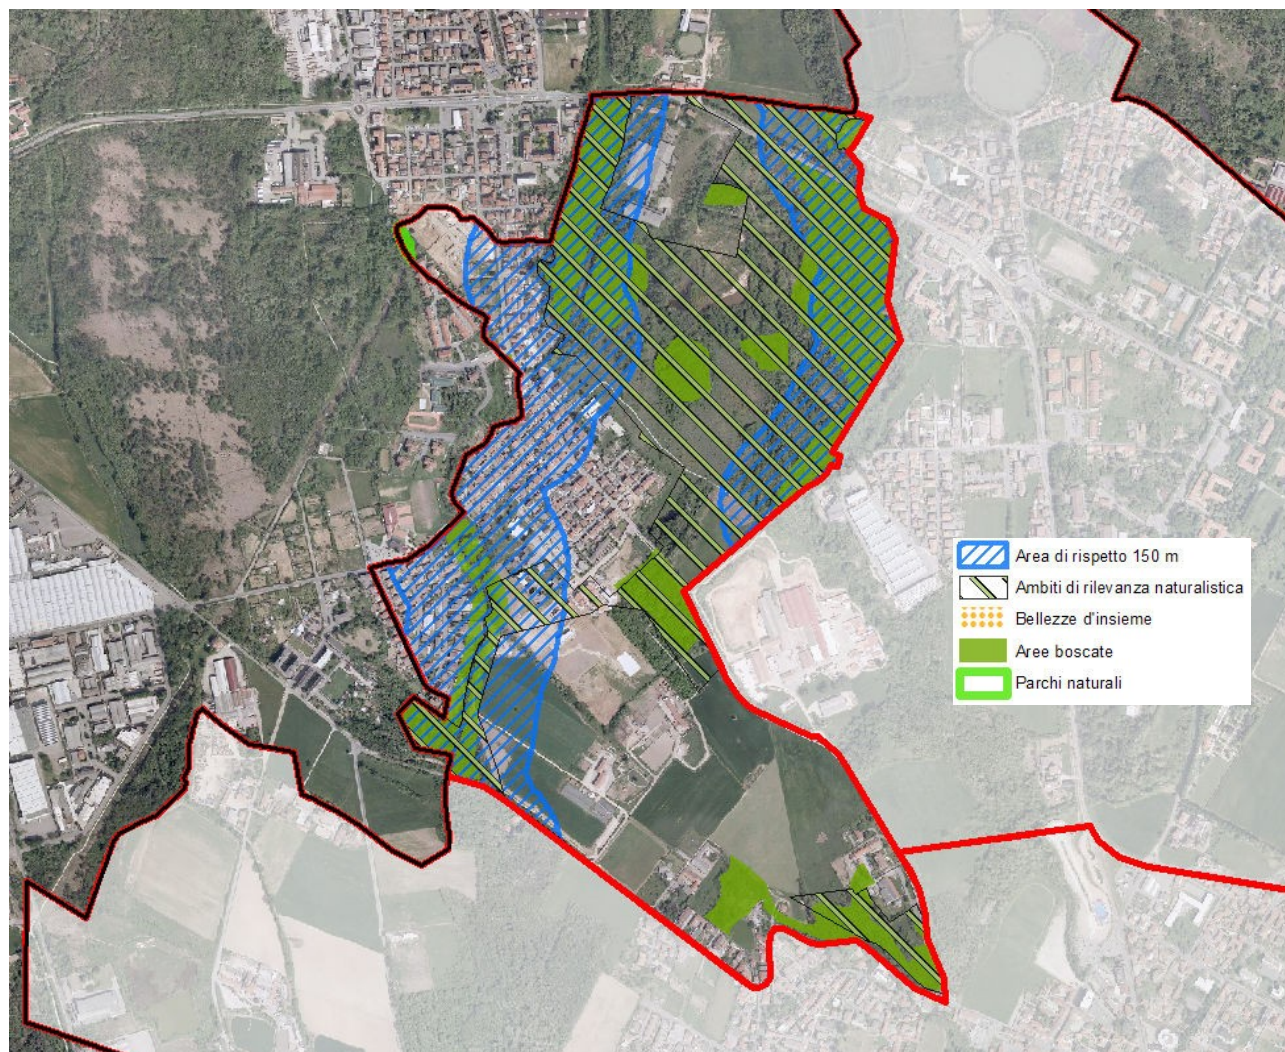 Area di rispetto 150 m
Ambiti di rilevanza naturalistica
Bellezze d'insieme
Aree boscate
Parchi naturali